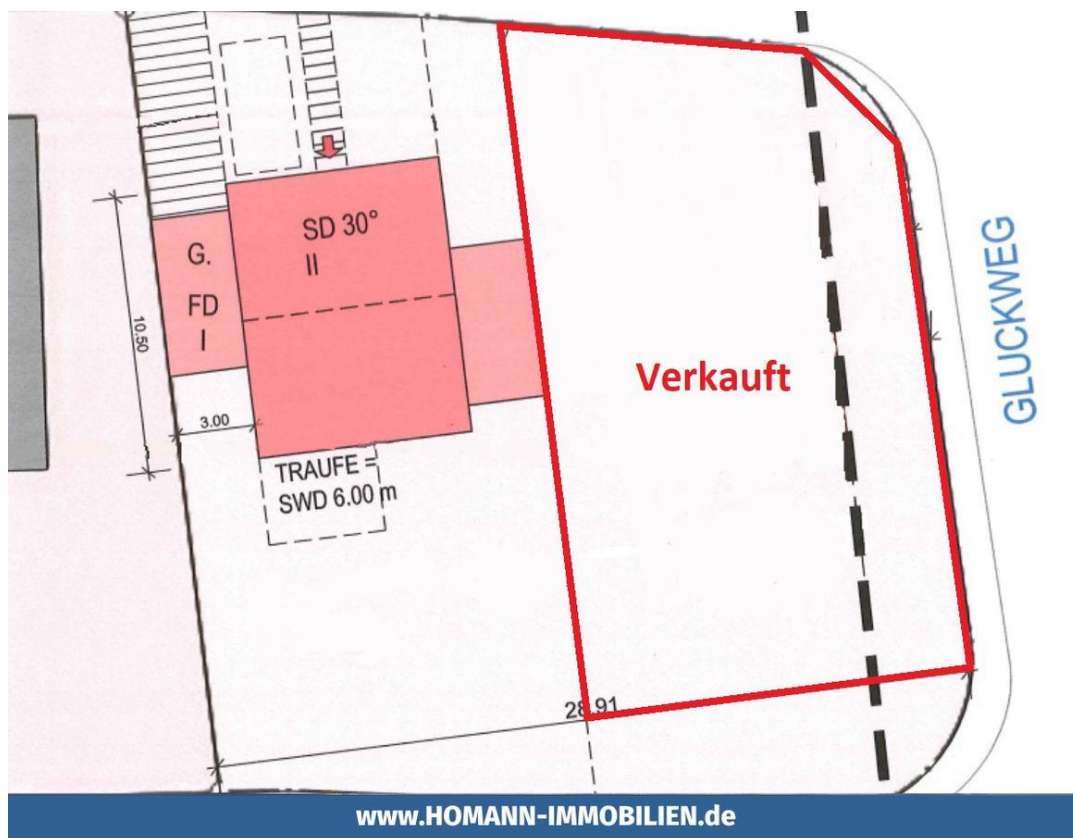 SD 30°
II
G.
FD
I
10.50
3.00
TRAUFE =
SWD 6.00 m
Verkauft
GLUCKWEG
28.91
www.HOMANN-IMMOBILIEN.de